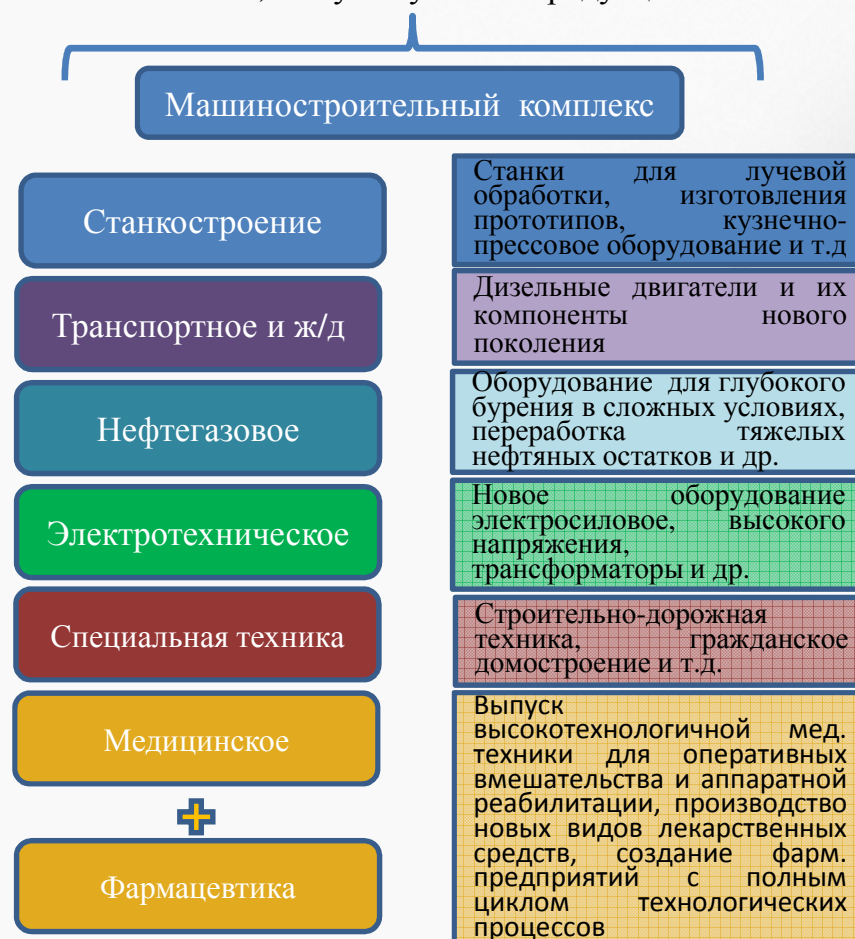 Машиностроительный комплекс
Станкостроение
Станки для лучевой
обработки, изготовления
прототипов, кузнечно-
прессовое оборудование и т.д
Транспортное и ж/д
Дизельные двигатели и их
компоненты нового
поколения
Нефтегазовое
Оборудование для глубокого
бурения в сложных условиях,
переработка тяжелых
нефтяных остатков и др.
Электротехническое
Новое оборудование
электросиловое, высокого
напряжения,
трансформаторы и др.
Специальная техника
Строительно-дорожная
техника, гражданское
домостроение и т.д.
Медицинское
+
Фармацевтика
Выпуск
высокотехнологичной мед.
техники для оперативных
вмешательства и аппаратной
реабилитации, производство
новых видов лекарственных
средств, создание фарм.
предприятий с полным
циклом технологических
процессов